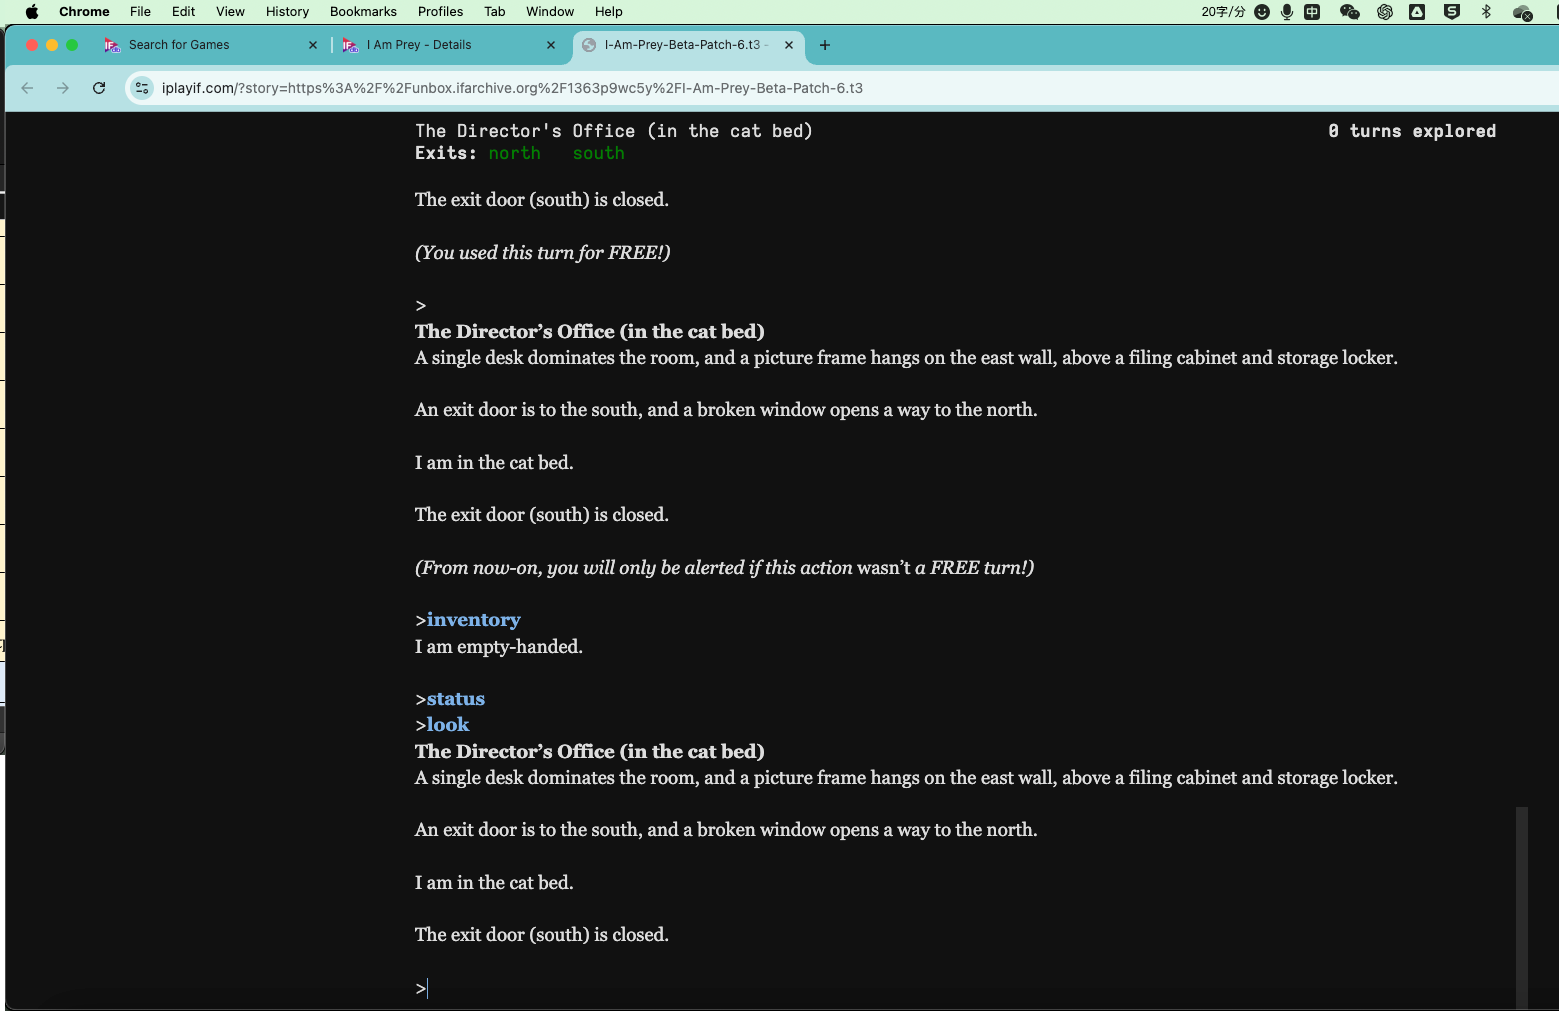 Chrome File Edit View History Bookmarks Profiles Tab Window Help 20字/分 中
Search for Games I Am Prey - Details I-Am-Prey-Beta-Patch-6.t3 -
iplayif.com/?story=https%3A%2F%2Funbox.ifarchive.org%2F1363p9wc5y%2FI-Am-Prey-Beta-Patch-6.t3
The Director's Office (in the cat bed) 0 turns explored
Exits: north south
The exit door (south) is closed.
(You used this turn for FREE!)
>
The Director’s Office (in the cat bed)
A single desk dominates the room, and a picture frame hangs on the east wall, above a filing cabinet and storage locker.
An exit door is to the south, and a broken window opens a way to the north.
I am in the cat bed.
The exit door (south) is closed.
(From now-on, you will only be alerted if this action wasn’t a FREE turn!)
>inventory
I am empty-handed.
>status
>look
The Director’s Office (in the cat bed)
A single desk dominates the room, and a picture frame hangs on the east wall, above a filing cabinet and storage locker.
An exit door is to the south, and a broken window opens a way to the north.
I am in the cat bed.
The exit door (south) is closed.
>